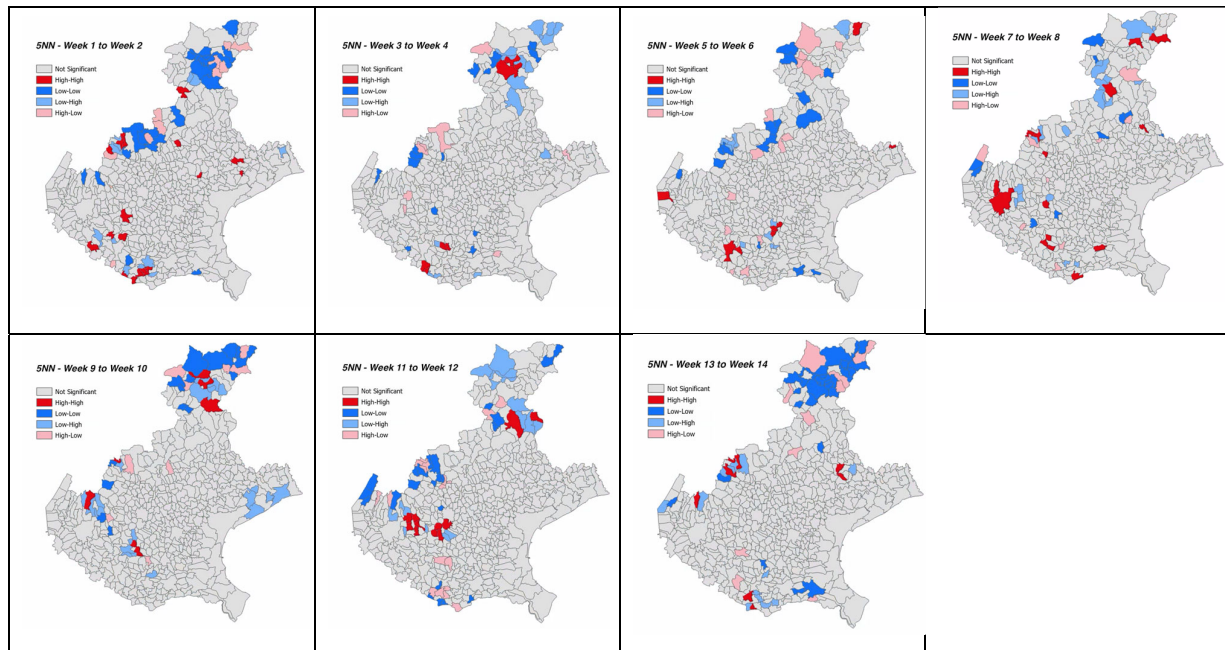 5NN - Week 1 to Week 2
Not Significant
High-High
Low-Low
Low-High
High-Low
5NN - Week 3 to Week 4
Not Significant
High-High
Low-Low
Low-High
High-Low
5NN - Week 5 to Week 6
Not Significant
High-High
Low-Low
Low-High
High-Low
5NN - Week 7 to Week 8
Not Significant
High-High
Low-Low
Low-High
High-Low
5NN - Week 9 to Week 10
Not Significant
High-High
Low-Low
Low-High
High-Low
5NN - Week 11 to Week 12
Not Significant
High-High
Low-Low
Low-High
High-Low
5NN - Week 13 to Week 14
Not Significant
High-High
Low-Low
Low-High
High-Low